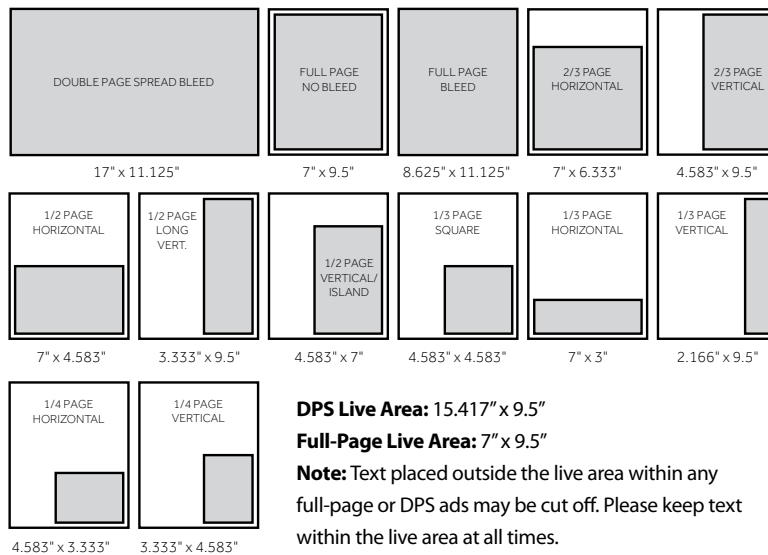 DOUBLE PAGE SPREAD BLEED
FULL PAGE
NO BLEED
FULL PAGE
BLEED
2/3 PAGE
HORIZONTAL
2/3 PAGE
VERTICAL
17" x 11.125"
7" x 9.5"
8.625" x 11.125"
7" x 6.333"
4.583" x 9.5"
1/2 PAGE
HORIZONTAL
1/2 PAGE
LONG
VERT.
1/2 PAGE
VERTICAL/
ISLAND
1/3 PAGE
SQUARE
1/3 PAGE
HORIZONTAL
1/3 PAGE
VERTICAL
7" x 4.583"
3.333" x 9.5"
4.583" x 7"
4.583" x 4.583"
7" x 3"
2.166" x 9.5"
1/4 PAGE
HORIZONTAL
1/4 PAGE
VERTICAL
4.583" x 3.333"
3.333" x 4.583"
DPS Live Area: 15.417” x 9.5”
Full-Page Live Area: 7” x 9.5”
Note: Text placed outside the live area within any
full-page or DPS ads may be cut off. Please keep text
within the live area at all times.